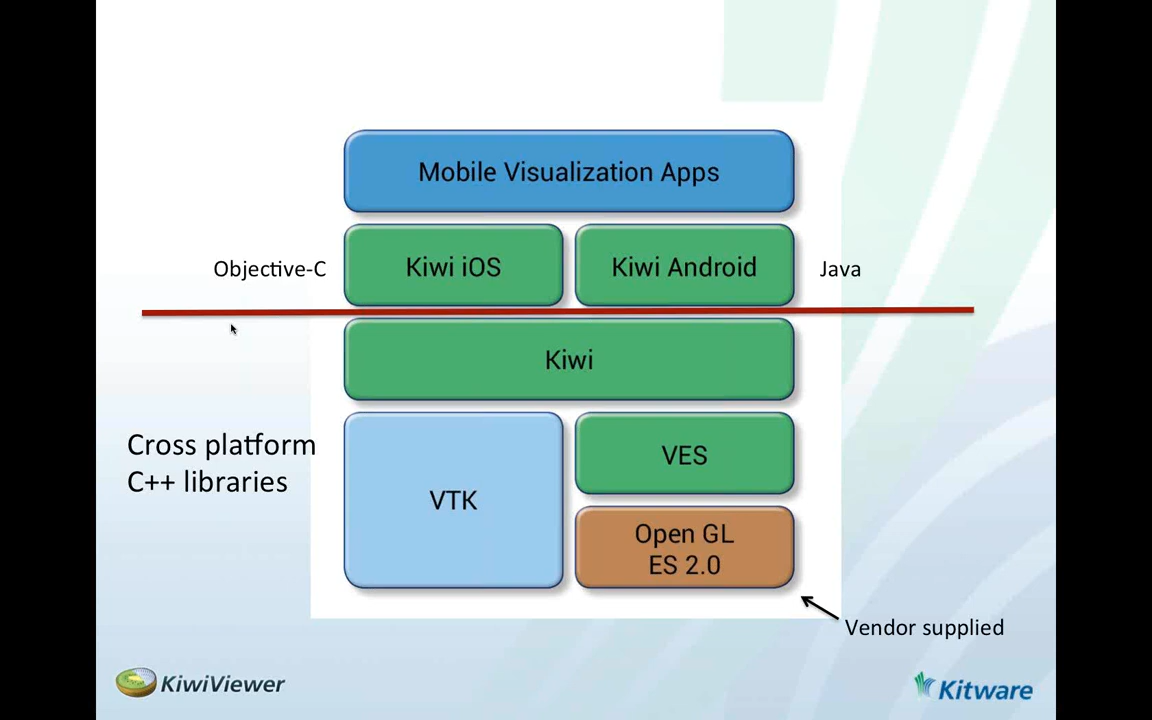 Mobile Visualization Apps
Objective-C
Kiwi iOS
Kiwi Android
Java
Kiwi
Cross platform
C++ libraries
VTK
VES
Open GL
ES 2.0
Vendor supplied
KiwiViewer
Kitware